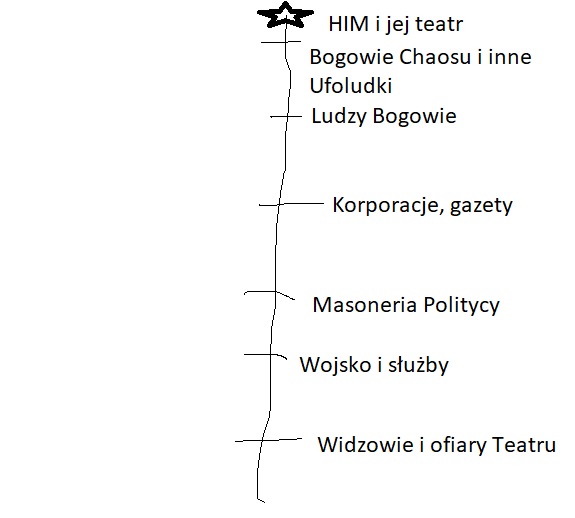 HIM i jej teatr
Bogowie Chaosu i inne
Ufoludki
Ludzy Bogowie
Korporacje, gazety
Masoneria Politycy
Wojsko i służby
Widzowie i ofiary Teatru